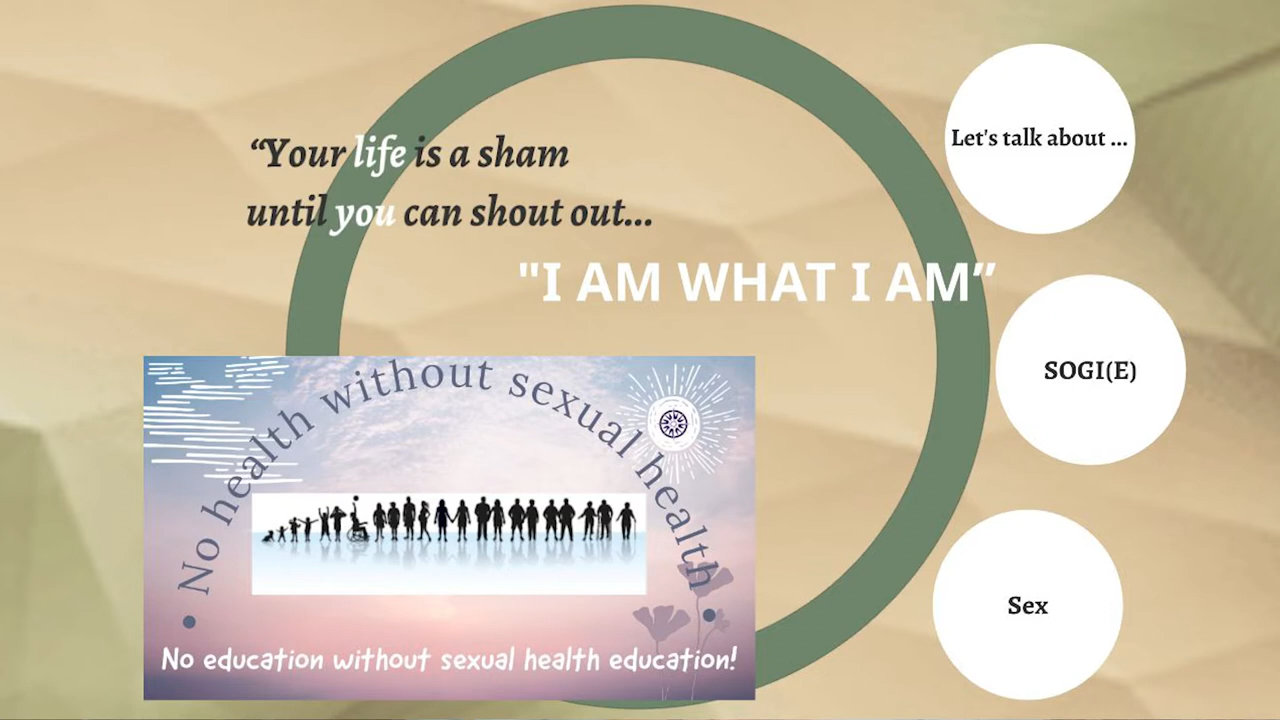 “Your life is a sham
until you can shout out...
"I AM WHAT I AM”
Let's talk about ...
SOGI(E)
Sex
• No health without sexual health •
No education without sexual health education!